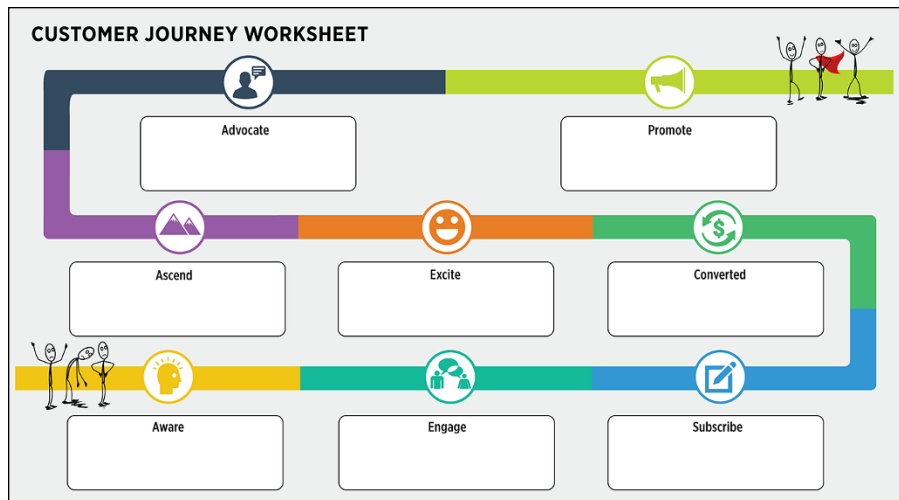 CUSTOMER JOURNEY WORKSHEET
Advocate
Promote
Ascend
Excite
Converted
$
Aware
Engage
Subscribe